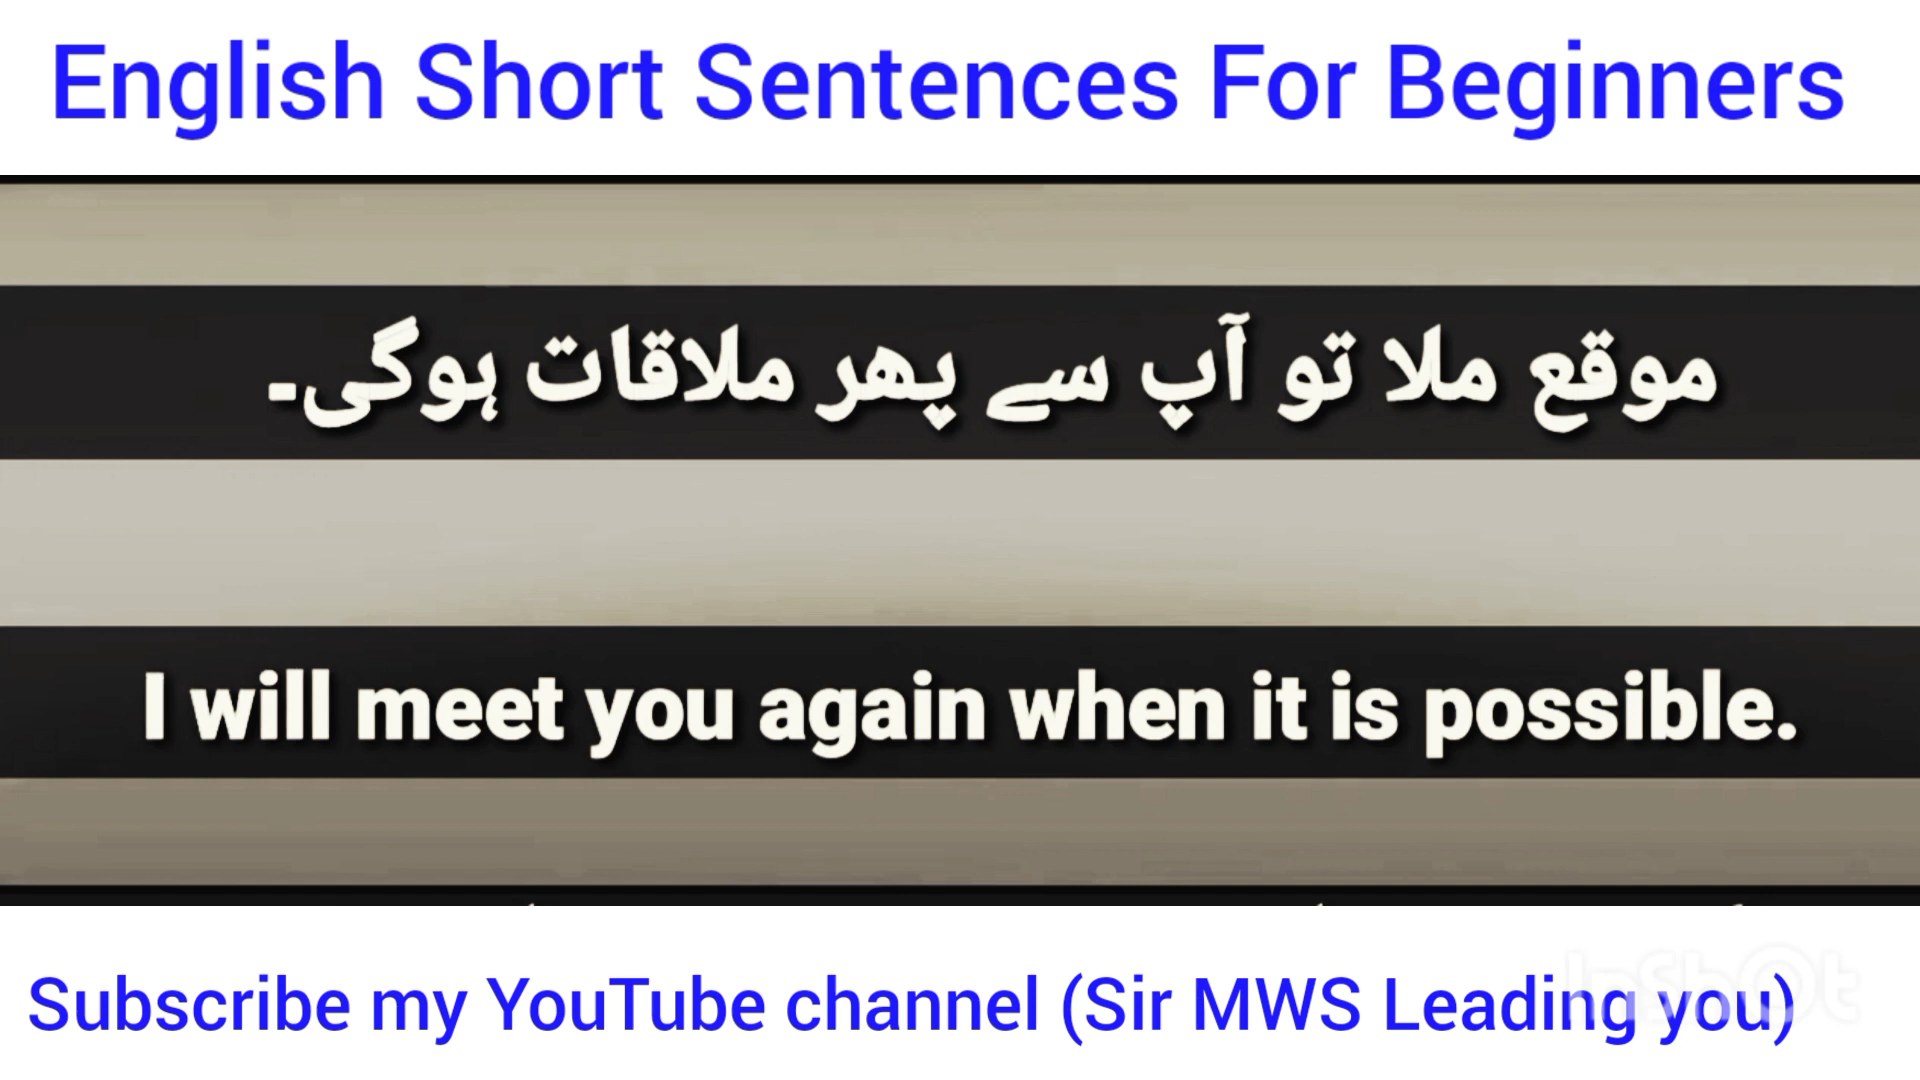 English Short Sentences For Beginners
موقع ملا تو آپ سے پھر ملاقات ہوگی۔
I will meet you again when it is possible.
Subscribe my YouTube channel (Sir MWS Leading you)
InShOt